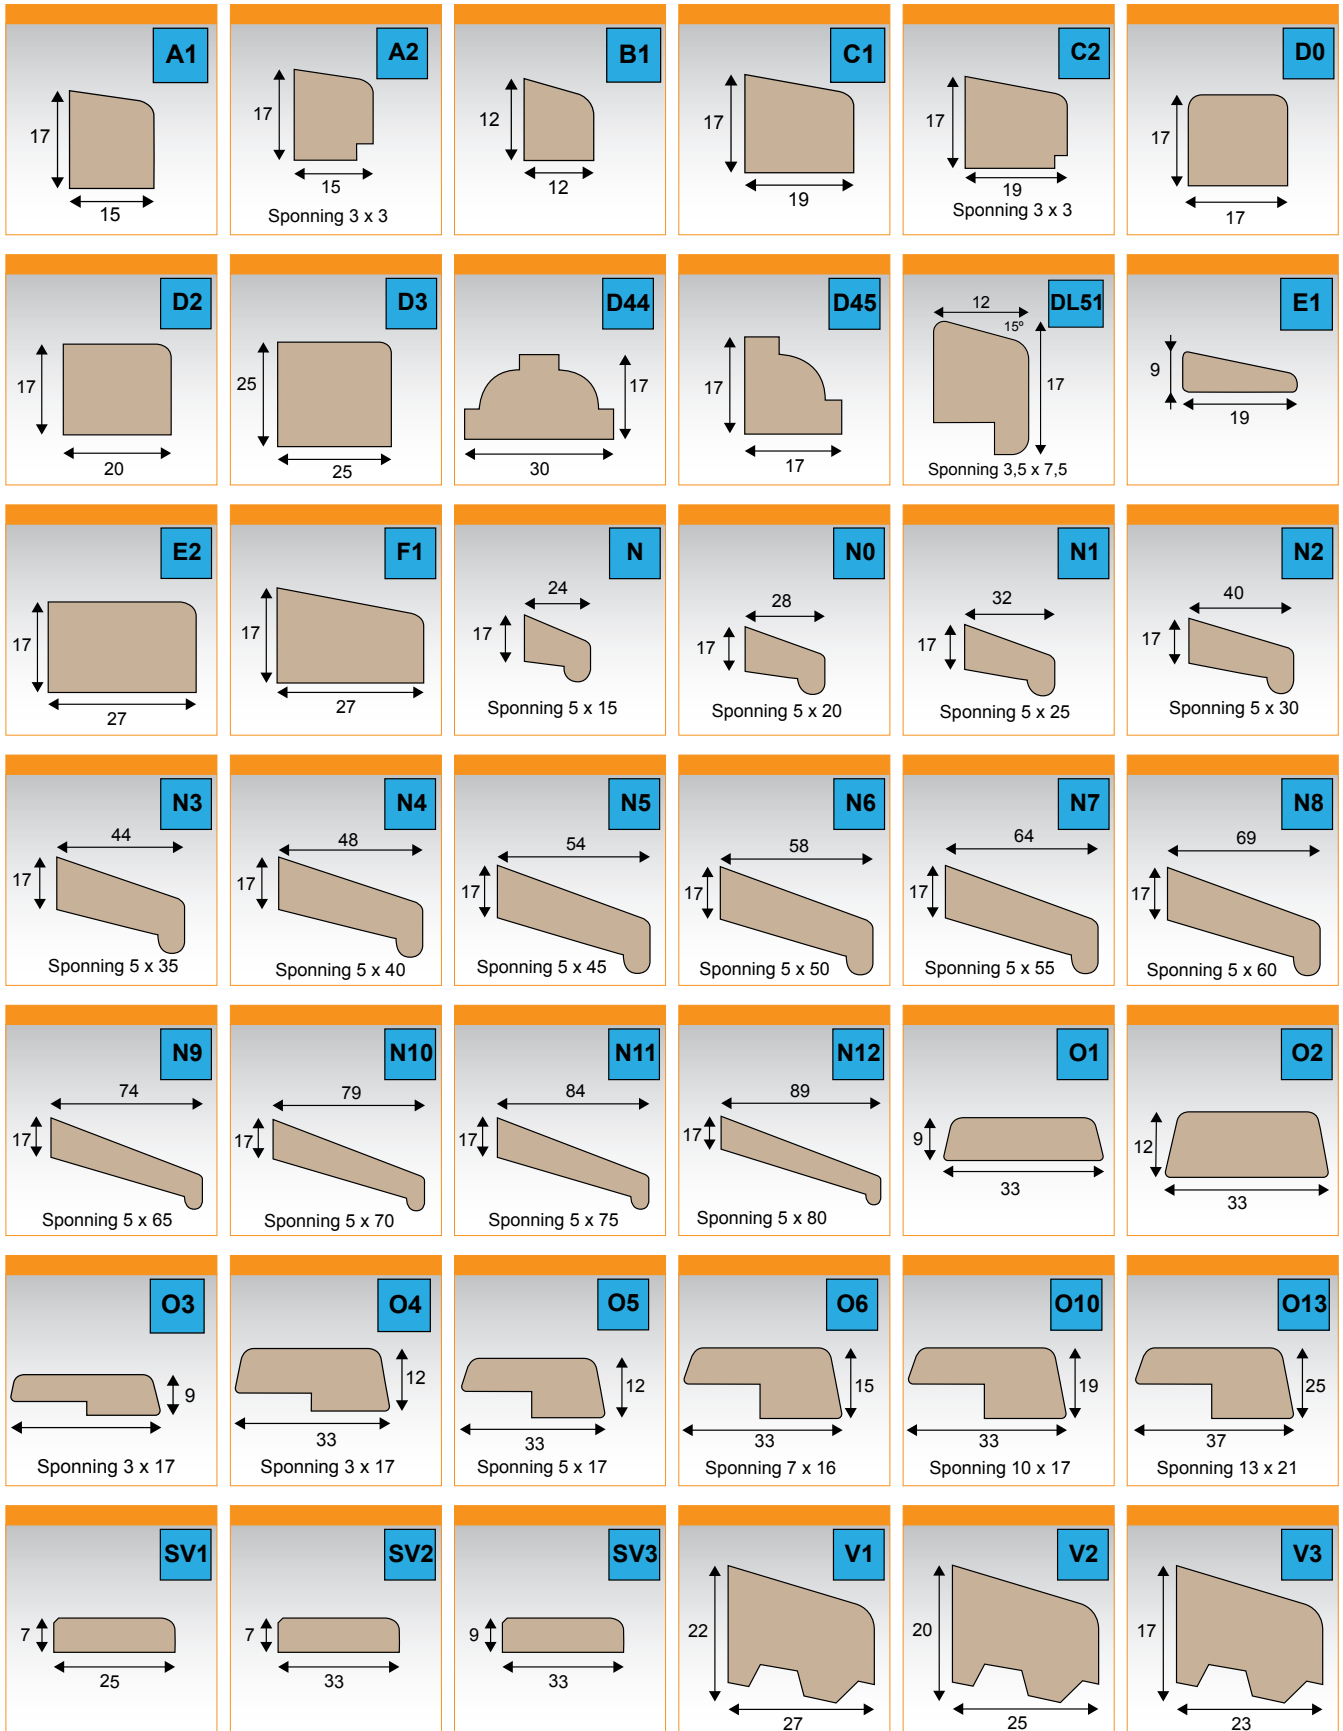 A1
17
15
A2
17
15
Sponning 3 x 3
B1
12
12
C1
17
19
C2
17
19
Sponning 3 x 3
D0
17
17
D2
17
20
D3
25
25
D44
17
30
D45
17
17
DL51
12
15º
17
Sponning 3,5 x 7,5
E1
9
19
E2
17
27
F1
17
27
N
24
17
Sponning 5 x 15
N0
28
17
Sponning 5 x 20
N1
32
17
Sponning 5 x 25
N2
40
17
Sponning 5 x 30
N3
44
17
Sponning 5 x 35
N4
48
17
Sponning 5 x 40
N5
54
17
Sponning 5 x 45
N6
58
17
Sponning 5 x 50
N7
64
17
Sponning 5 x 55
N8
69
17
Sponning 5 x 60
N9
74
17
Sponning 5 x 65
N10
79
17
Sponning 5 x 70
N11
84
17
Sponning 5 x 75
N12
89
17
Sponning 5 x 80
O1
9
33
O2
12
33
O3
9
Sponning 3 x 17
O4
12
33
Sponning 3 x 17
O5
12
33
Sponning 5 x 17
O6
15
33
Sponning 7 x 16
O10
19
33
Sponning 10 x 17
O13
25
37
Sponning 13 x 21
SV1
7
25
SV2
7
33
SV3
9
33
V1
22
27
V2
20
25
V3
17
23